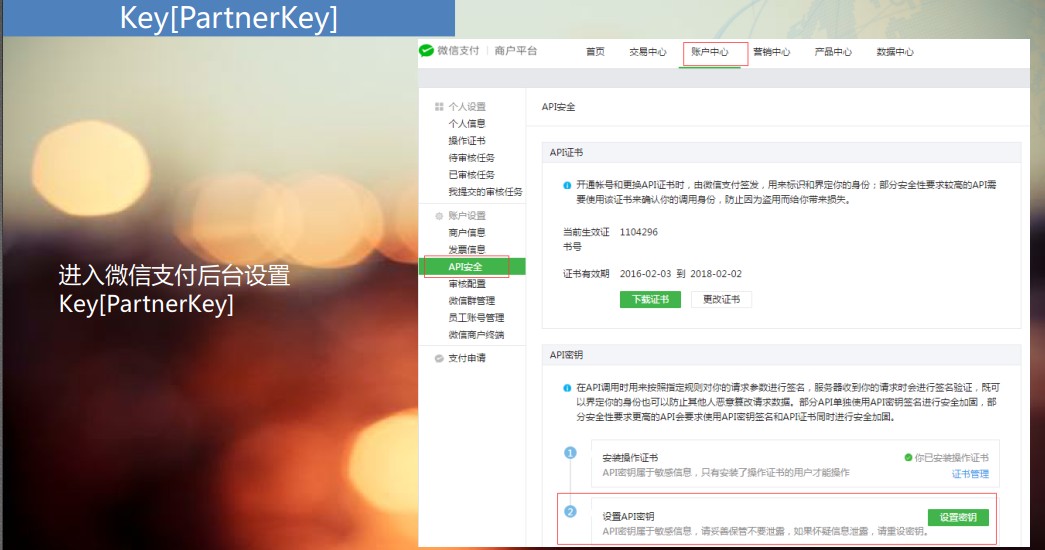 Key[PartnerKey]
进入微信支付后台设置
Key[PartnerKey]
微信支付 | 商户平台
首页 交易中心 账户中心 营销中心 产品中心 数据中心
个人设置
个人信息
操作证书
待审核任务
已审核任务
我提交的审核任务
账户设置
商户信息
发票信息
API安全
审核配置
微信群管理
员工账号管理
微信商户终端
支付申请
API安全
API证书
开通帐号和更换API证书时，由微信支付签发，用来标识和界定你的身份；部分安全性要求较高的API需
要使用该证书来确认你的调用身份，防止因为盗用而给你带来损失。
当前生效证 1104296
书号
证书有效期 2016-02-03 到 2018-02-02
下载证书 更改证书
API密钥
在API调用时用来按照指定规则对你的请求参数进行签名，服务器收到你的请求时会进行签名验证，既可
以界定你的身份也可以防止其他人恶意篡改请求数据。部分API单独使用API密钥签名进行安全加固，部
分安全性要求更高的API会要求使用API密钥签名和API证书同时进行安全加固。
1 安装操作证书 你已安装操作证书
API密钥属于敏感信息，只有安装了操作证书的用户才能操作 证书管理
2 设置API密钥 设置密钥
API密钥属于敏感信息，请妥善保管不要泄露，如果怀疑信息泄露，请重设密钥。